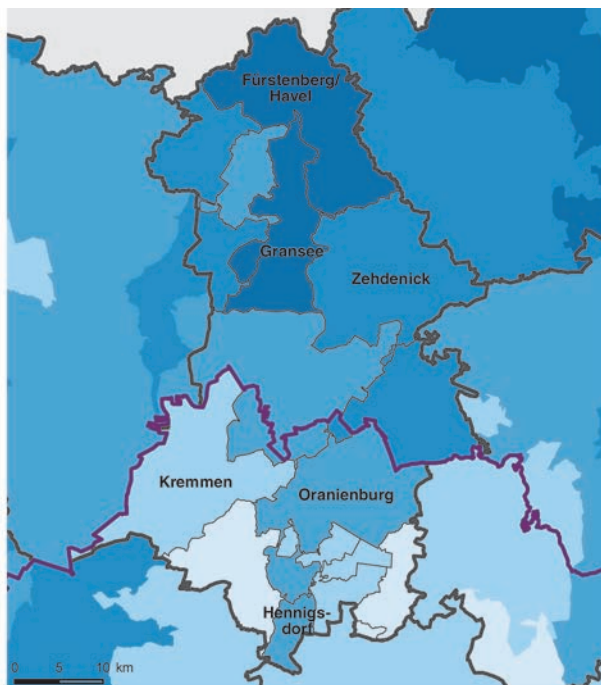 Fürstenberg/
Havel
Gransee
Zehdenick
Kremmen
Oranienburg
Hennigs-
dorf
0 5 10 km